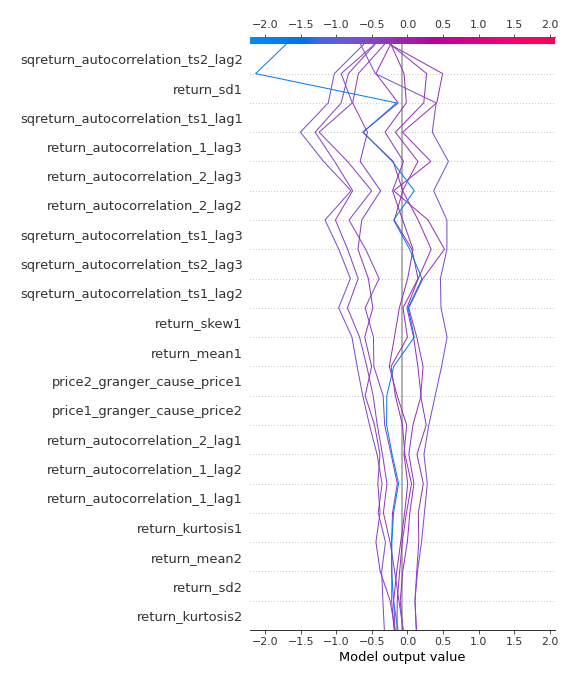 −2.0 −1.5 −1.0 −0.5 0.0 0.5 1.0 1.5 2.0
sqreturn_autocorrelation_ts2_lag2
return_sd1
sqreturn_autocorrelation_ts1_lag1
return_autocorrelation_1_lag3
return_autocorrelation_2_lag3
return_autocorrelation_2_lag2
sqreturn_autocorrelation_ts1_lag3
sqreturn_autocorrelation_ts2_lag3
sqreturn_autocorrelation_ts1_lag2
return_skew1
return_mean1
price2_granger_cause_price1
price1_granger_cause_price2
return_autocorrelation_2_lag1
return_autocorrelation_1_lag2
return_autocorrelation_1_lag1
return_kurtosis1
return_mean2
return_sd2
return_kurtosis2
−2.0 −1.5 −1.0 −0.5 0.0 0.5 1.0 1.5 2.0
Model output value